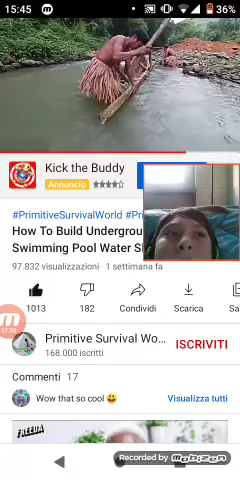 15:45
36%
Kick the Buddy
Annuncio
#PrimitiveSurvivalWorld
How To Build Undergrou
Swimming Pool Water
1013
182
Condividi
Scarica
97.832 visualizzazioni · 1 settimana fa
Primitive Survival Wo...
168.000 iscritti
ISCRIVITI
Commenti 17
Wow that so cool 😃
Visualizza tutti
FREEDA
Recorded by mobizen